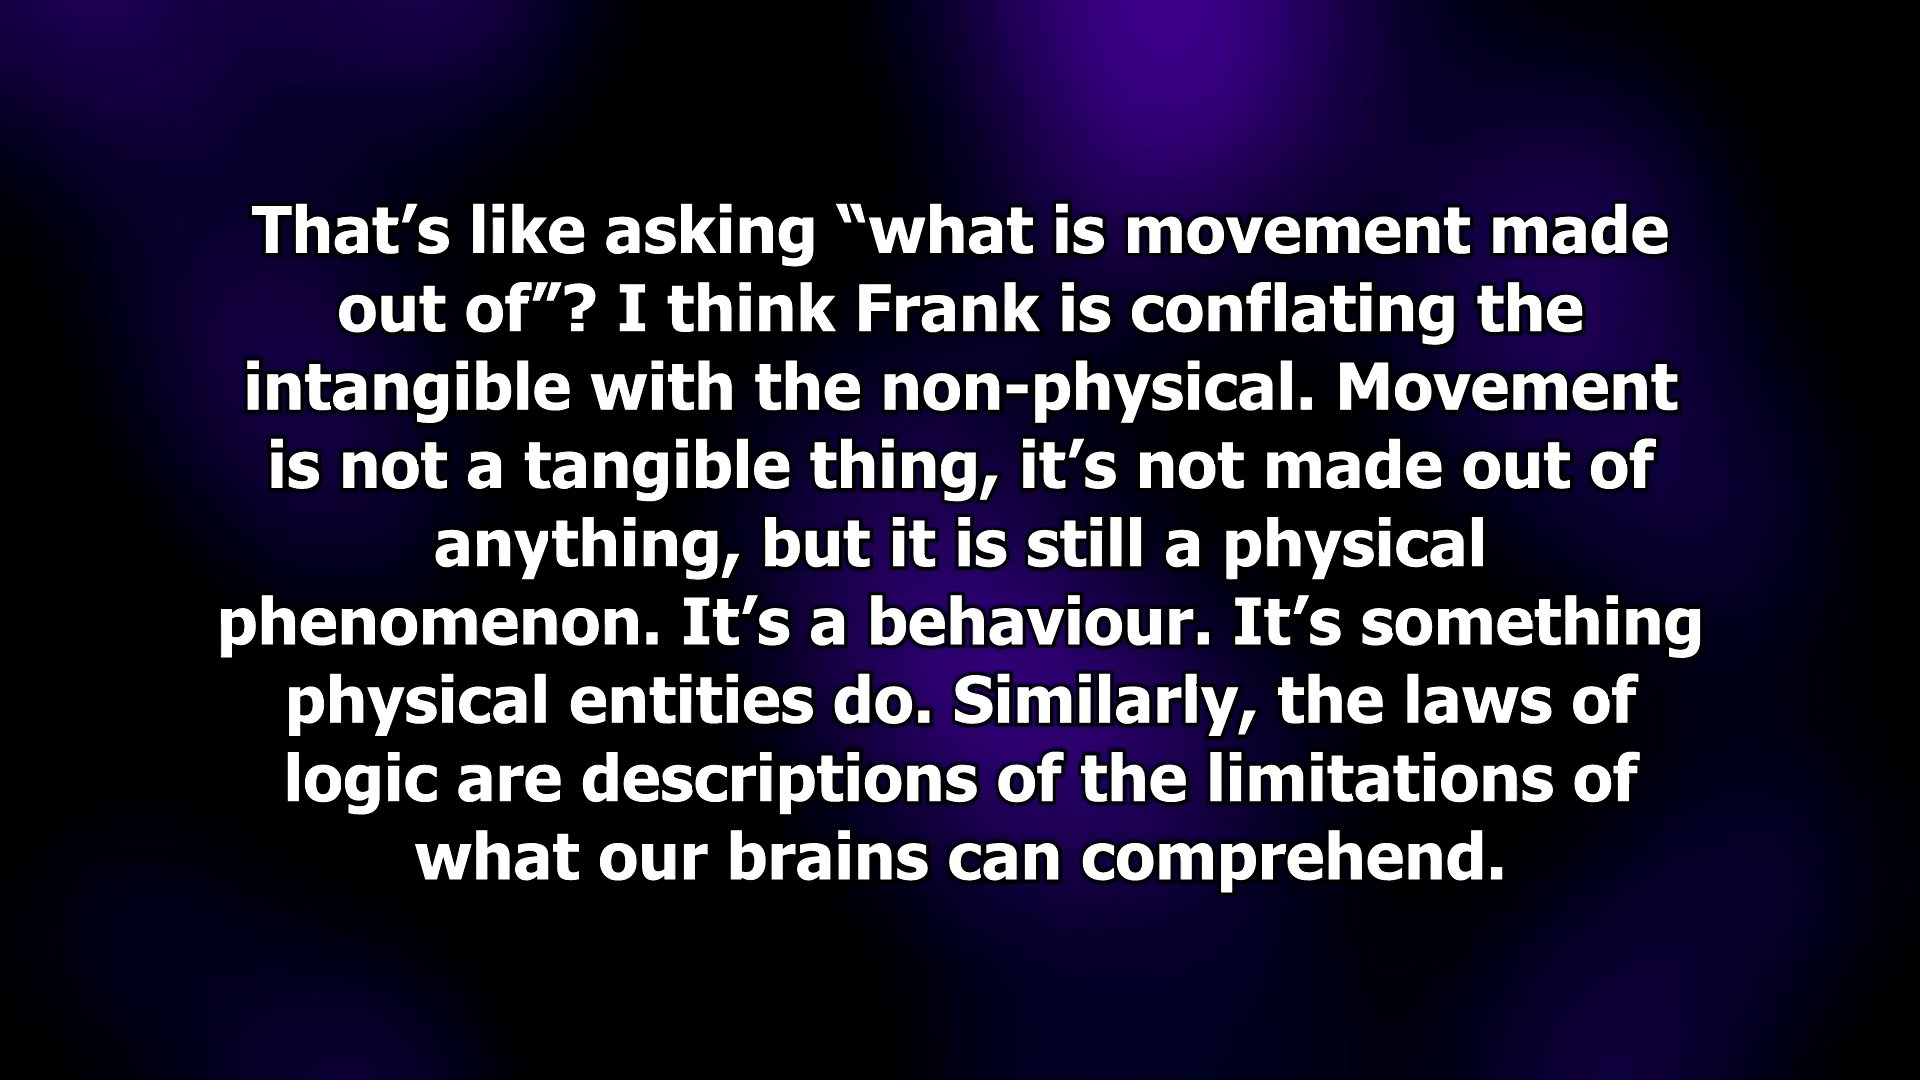 That’s like asking “what is movement made
out of”? I think Frank is conflating the
intangible with the non-physical. Movement
is not a tangible thing, it’s not made out of
anything, but it is still a physical
phenomenon. It’s a behaviour. It’s something
physical entities do. Similarly, the laws of
logic are descriptions of the limitations of
what our brains can comprehend.